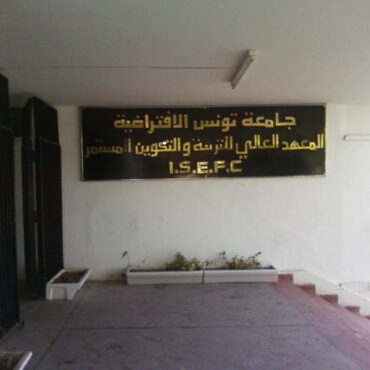 جامعة تونس الافتراضية
المعهد العالي للتربية والتكوين المستمر
I.S.E.F.C